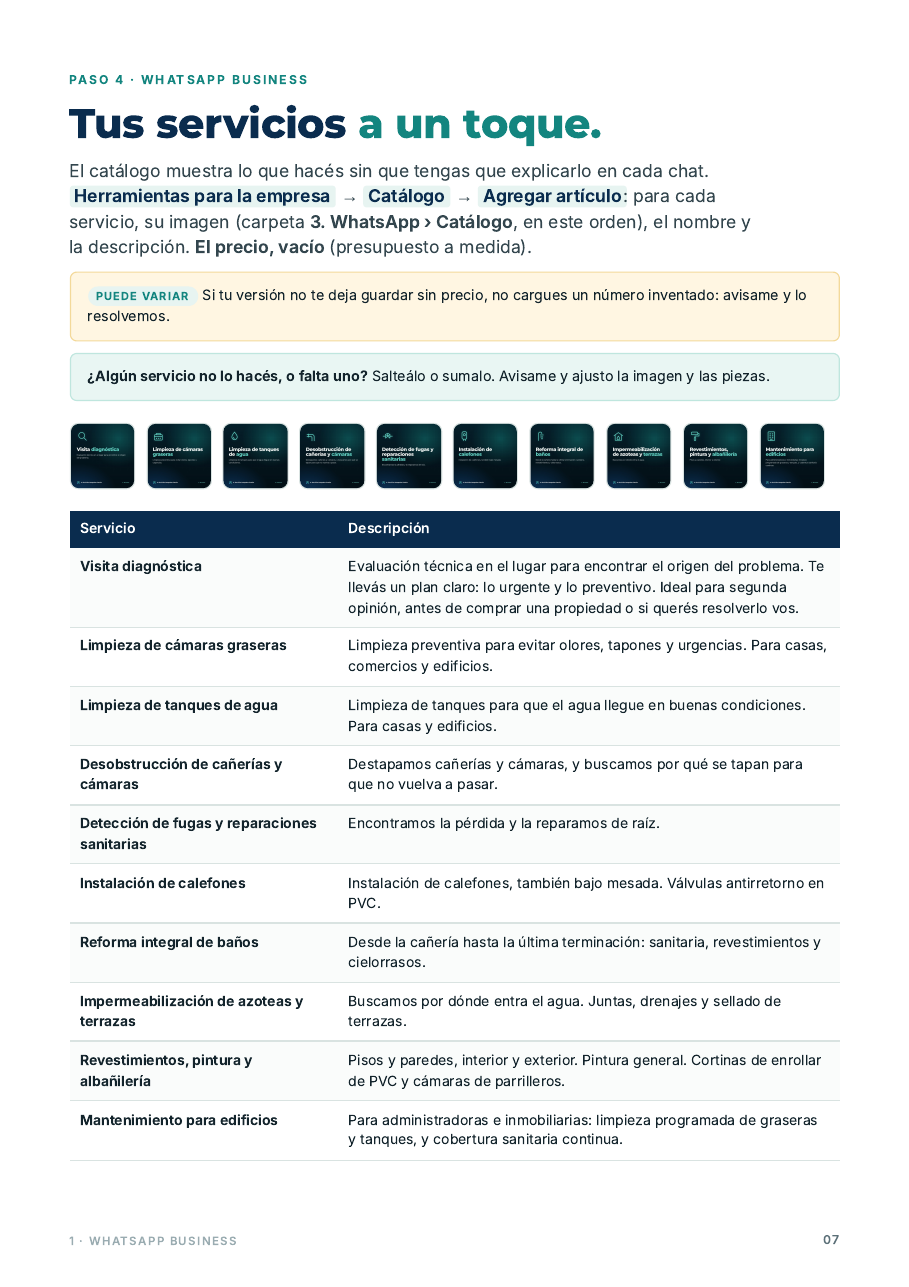 PASO 4 · WHATSAPP BUSINESS
Tus servicios a un toque.
El catálogo muestra lo que hacés sin que tengas que explicarlo en cada chat.
Herramientas para la empresa → Catálogo → Agregar artículo: para cada
servicio, su imagen (carpeta 3. WhatsApp › Catálogo, en este orden), el nombre y
la descripción. El precio, vacío (presupuesto a medida).
PUEDE VARIAR Si tu versión no te deja guardar sin precio, no cargues un número inventado: avisame y lo
resolvemos.
¿Algún servicio no lo hacés, o falta uno? Salteálo o sumalo. Avisame y ajusto la imagen y las piezas.
Visita diagnóstica
Limpieza de cámaras
graseras
Limpieza de tanques
de agua
Desobstrucción de
cañerías y cámaras
Detección de fugas y
reparaciones
sanitarias
Instalación de
calefones
Reforma integral de
baños
Impermeabilización
de azoteas y terrazas
Revestimientos,
pintura y albañilería
Mantenimiento para
edificios
Servicio Descripción
Visita diagnóstica Evaluación técnica en el lugar para encontrar el origen del problema. Te
llevás un plan claro: lo urgente y lo preventivo. Ideal para segunda
opinión, antes de comprar una propiedad o si querés resolverlo vos.
Limpieza de cámaras graseras Limpieza preventiva para evitar olores, tapones y urgencias. Para casas,
comercios y edificios.
Limpieza de tanques de agua Limpieza de tanques para que el agua llegue en buenas condiciones.
Para casas y edificios.
Desobstrucción de cañerías y Destapamos cañerías y cámaras, y buscamos por qué se tapan para
cámaras que no vuelva a pasar.
Detección de fugas y reparaciones Encontramos la pérdida y la reparamos de raíz.
sanitarias
Instalación de calefones Instalación de calefones, también bajo mesada. Válvulas antirretorno en
PVC.
Reforma integral de baños Desde la cañería hasta la última terminación: sanitaria, revestimientos y
cielorrasos.
Impermeabilización de azoteas y Buscamos por dónde entra el agua. Juntas, drenajes y sellado de
terrazas terrazas.
Revestimientos, pintura y Pisos y paredes, interior y exterior. Pintura general. Cortinas de enrollar
albañilería de PVC y cámaras de parrilleros.
Mantenimiento para edificios Para administradoras e inmobiliarias: limpieza programada de graseras
y tanques, y cobertura sanitaria continua.
1 · WHATSAPP BUSINESS 07